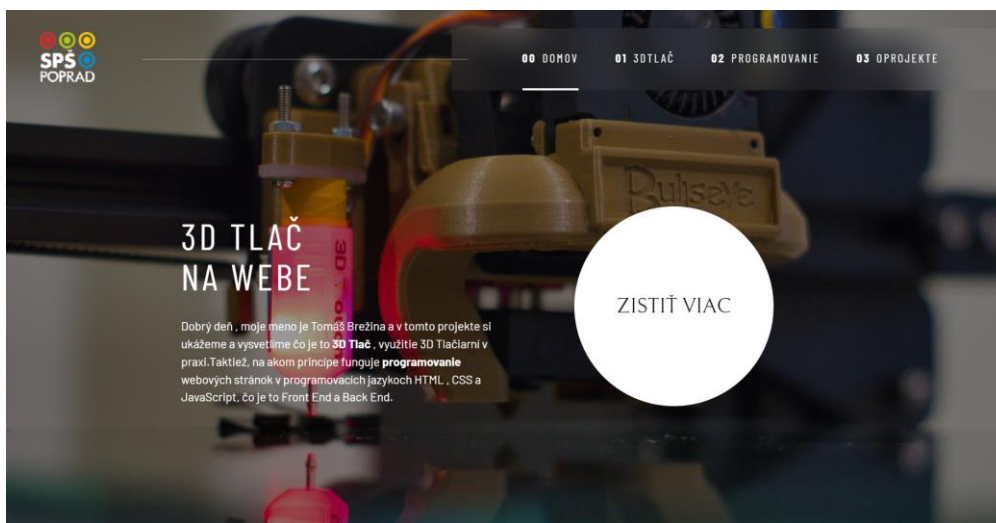 SPŠ
POPRAD
00 DOMOV
01 3DTLAČ
02 PROGRAMOVANIE
03 OPROJEKTE
Bullseye
3D TLAČ
NA WEBE
ZISTIŤ VIAC
Dobrý deň , moje meno je Tomáš Brežina a v tomto projekte si
ukážeme a vysvetlíme čo je to 3D Tlač , využitie 3D Tlačiarní v
praxi.Taktiež, na akom principe funguje programovanie
webových stránok v programovacích jazykoch HTML , CSS a
JavaScript, čo je to Front End a Back End.